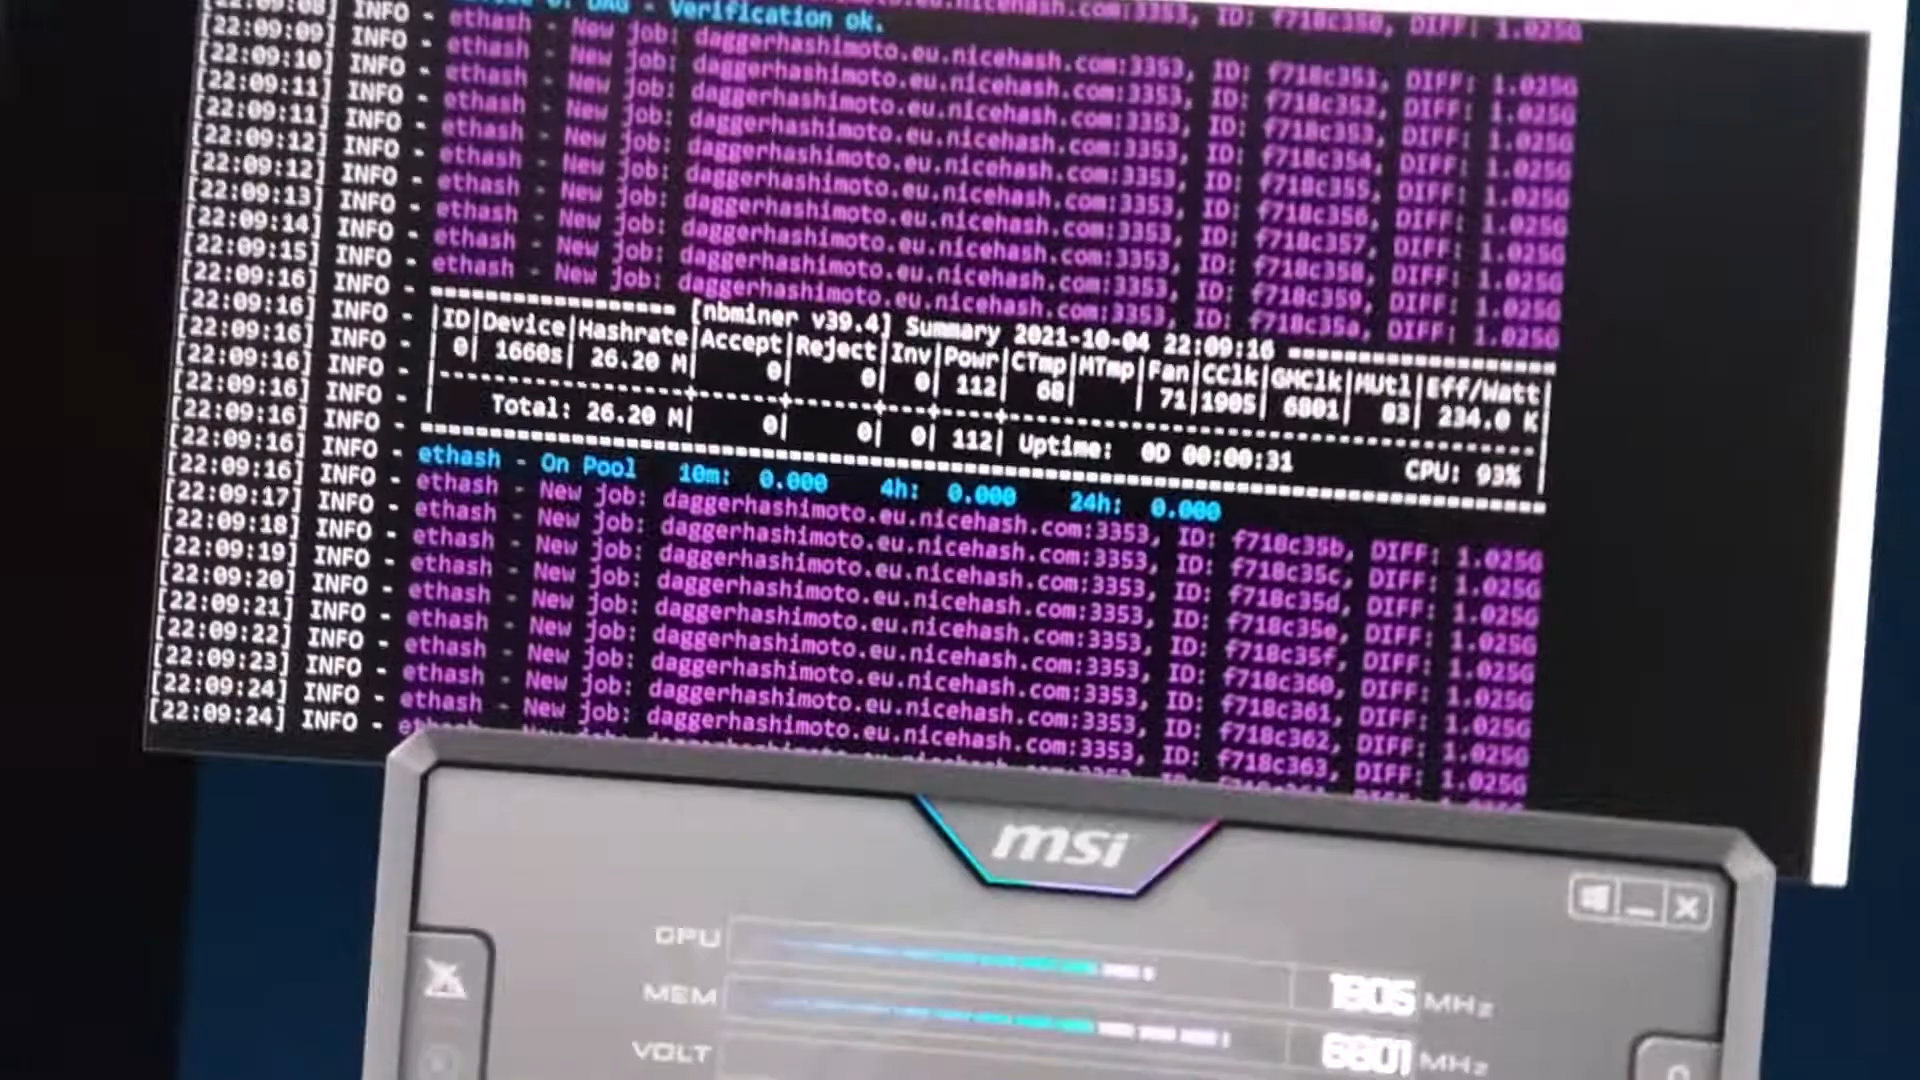 [22:09:08] INFO - DAG - Verification ok.
[22:09:09] INFO - ethash - New job: daggerhashimoto.eu.nicehash.com:3353, ID: f718c350, DIFF: 1.025G
[22:09:10] INFO - ethash - New job: daggerhashimoto.eu.nicehash.com:3353, ID: f718c351, DIFF: 1.025G
[22:09:11] INFO - ethash - New job: daggerhashimoto.eu.nicehash.com:3353, ID: f718c352, DIFF: 1.025G
[22:09:11] INFO - ethash - New job: daggerhashimoto.eu.nicehash.com:3353, ID: f718c353, DIFF: 1.025G
[22:09:12] INFO - ethash - New job: daggerhashimoto.eu.nicehash.com:3353, ID: f718c354, DIFF: 1.025G
[22:09:12] INFO - ethash - New job: daggerhashimoto.eu.nicehash.com:3353, ID: f718c355, DIFF: 1.025G
[22:09:13] INFO - ethash - New job: daggerhashimoto.eu.nicehash.com:3353, ID: f718c356, DIFF: 1.025G
[22:09:14] INFO - ethash - New job: daggerhashimoto.eu.nicehash.com:3353, ID: f718c357, DIFF: 1.025G
[22:09:15] INFO - ethash - New job: daggerhashimoto.eu.nicehash.com:3353, ID: f718c358, DIFF: 1.025G
[22:09:16] INFO - ethash - New job: daggerhashimoto.eu.nicehash.com:3353, ID: f718c359, DIFF: 1.025G
ID: f718c35a, DIFF: 1.025G
[22:09:16] INFO - [nbminer v39.4] Summary 2021-10-04 22:09:16
[22:09:16] INFO - |ID|Device|Hashrate|Accept|Reject|Inv|Powr|CTmp|MTmp|Fan|CClk|GMClk|MUtl|Eff/Watt|
[22:09:16] INFO - | 0| 1660s| 26.20 M| 0| 0| 0| 112| 68| | 71|1905| 6801| 83| 234.0 K|
[22:09:16] INFO -
[22:09:16] INFO - | Total: 26.20 M| 0| 0| 0| 112| Uptime: 0D 00:00:31 CPU: 93% |
[22:09:16] INFO -
[22:09:16] INFO - ethash - On Pool 10m: 0.000 4h: 0.000 24h: 0.000
[22:09:17] INFO - ethash - New job: daggerhashimoto.eu.nicehash.com:3353, ID: f718c35b, DIFF: 1.025G
[22:09:18] INFO - ethash - New job: daggerhashimoto.eu.nicehash.com:3353, ID: f718c35c, DIFF: 1.025G
[22:09:19] INFO - ethash - New job: daggerhashimoto.eu.nicehash.com:3353, ID: f718c35d, DIFF: 1.025G
[22:09:20] INFO - ethash - New job: daggerhashimoto.eu.nicehash.com:3353, ID: f718c35e, DIFF: 1.025G
[22:09:21] INFO - ethash - New job: daggerhashimoto.eu.nicehash.com:3353, ID: f718c35f, DIFF: 1.025G
[22:09:22] INFO - ethash - New job: daggerhashimoto.eu.nicehash.com:3353, ID: f718c360, DIFF: 1.025G
[22:09:23] INFO - ethash - New job: daggerhashimoto.eu.nicehash.com:3353, ID: f718c361, DIFF: 1.025G
[22:09:24] INFO - ethash - New job: daggerhashimoto.eu.nicehash.com:3353, ID: f718c362, DIFF: 1.025G
[22:09:24] INFO - ethash - New job: daggerhashimoto.eu.nicehash.com:3353, ID: f718c363, DIFF: 1.025G
msi
GPU 1905 MHz
MEM 6801 MHz
VOLT